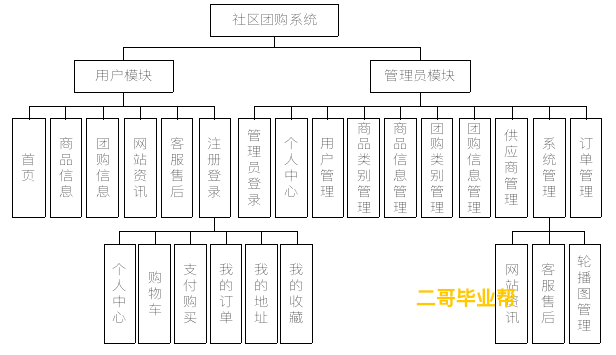 社区团购系统
用户模块
管理员模块
首页
商品信息
团购信息
网站资讯
客服售后
注册登录
管理员登录
个人中心
用户管理
商品类别管理
商品信息管理
团购类别管理
团购信息管理
供应商管理
系统管理
订单管理
个人中心
购物车
支付购买
我的订单
我的地址
我的收藏
网站资讯
客服售后
轮播图管理
二哥毕业帮